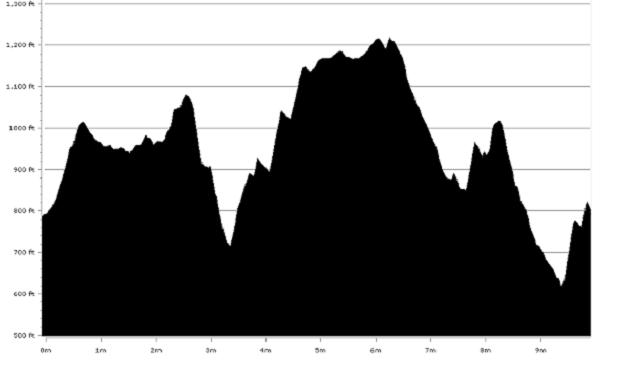 1,300 ft
1,200 ft
1,100 ft
1000 ft
900 ft
800 ft
700 ft
600 ft
500 ft
0m 1m 2m 3m 4m 5m 6m 7m 8m 9m